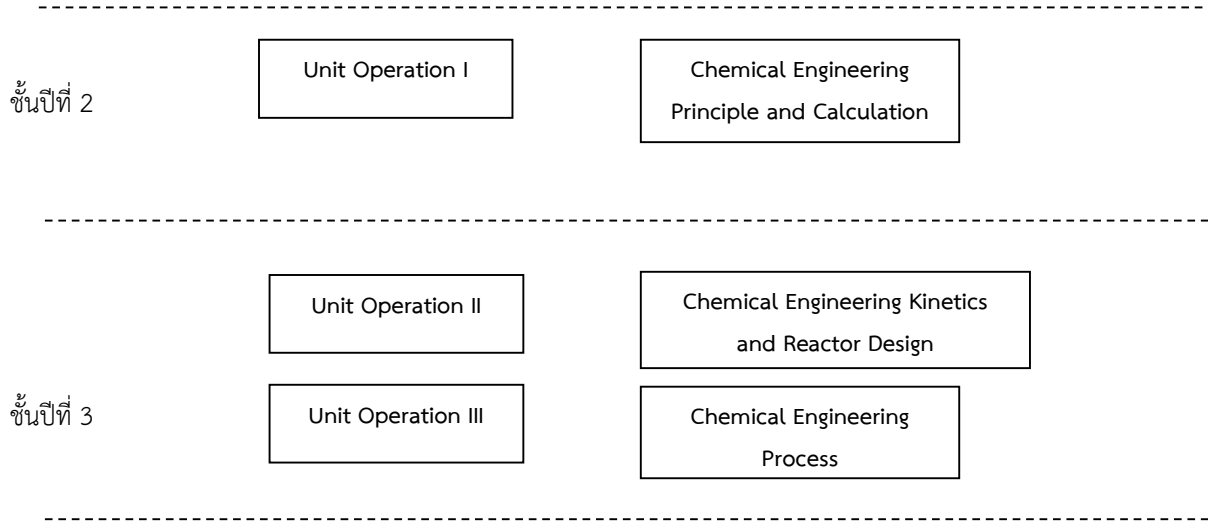 ชั้นปีที่ 2
Unit Operation I
Chemical Engineering
Principle and Calculation
ชั้นปีที่ 3
Unit Operation II
Chemical Engineering Kinetics
and Reactor Design
Unit Operation III
Chemical Engineering
Process